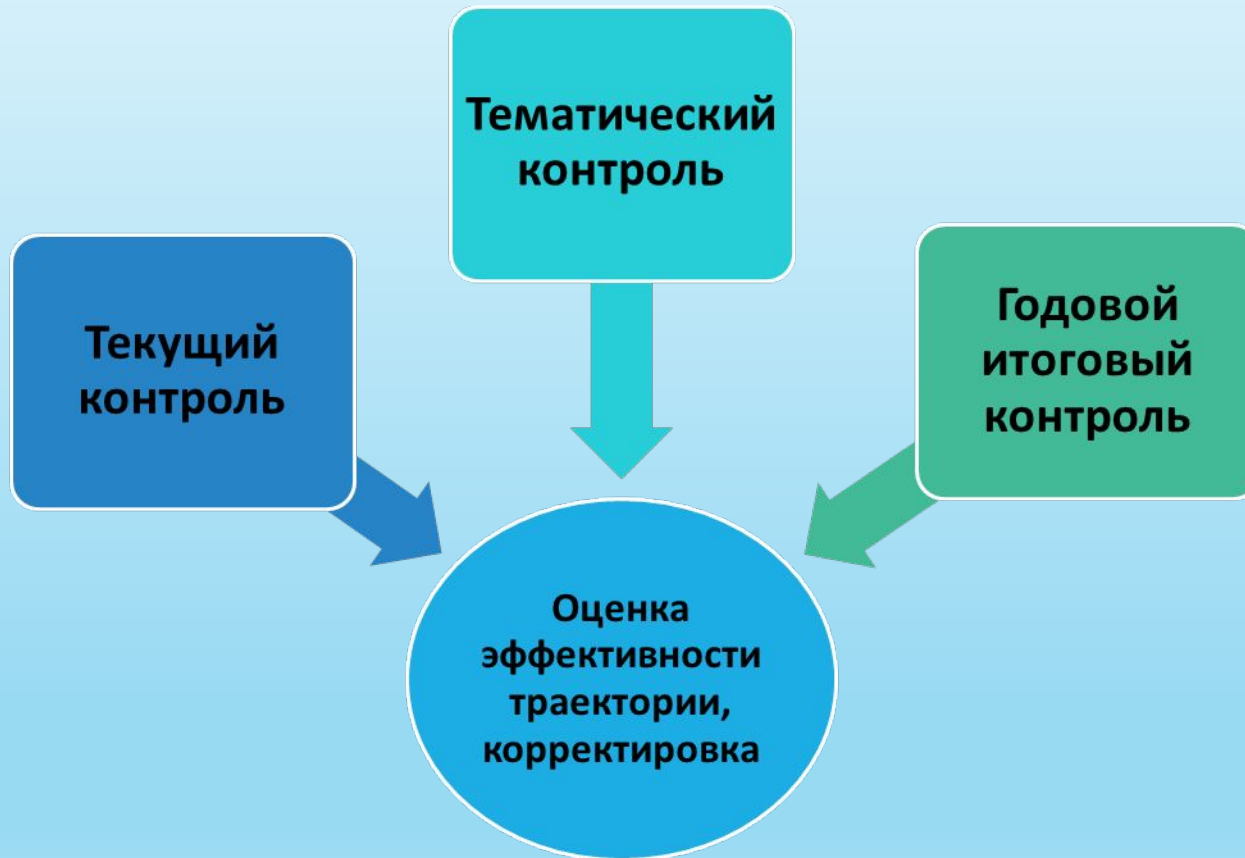 Тематический
контроль
Текущий
контроль
Годовой
итоговый
контроль
Оценка
эффективности
траектории,
корректировка